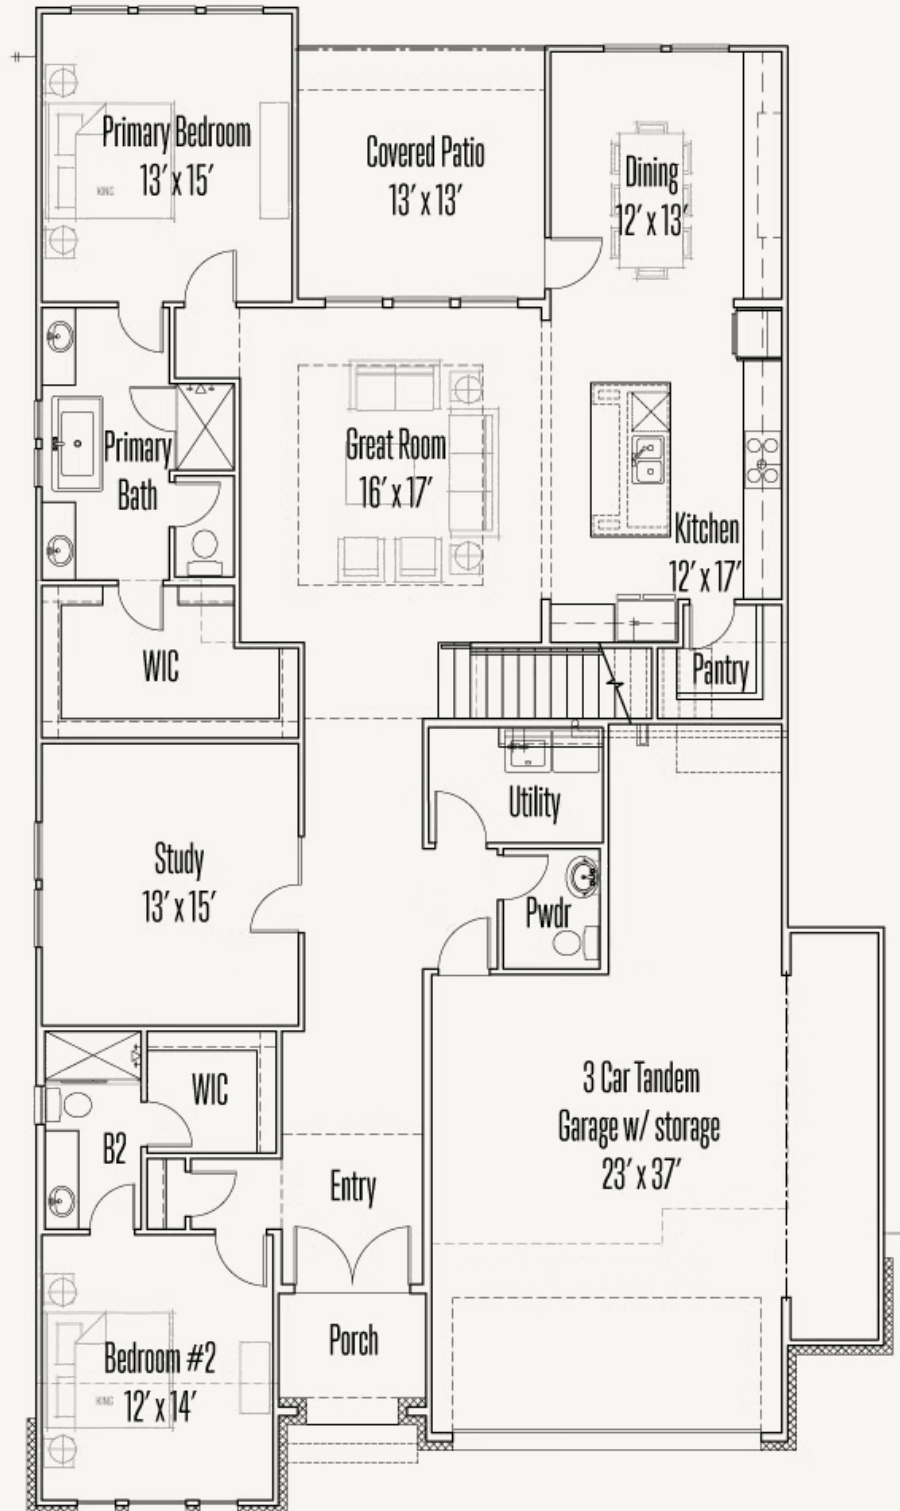 Primary Bedroom
13' x 15'
KING
Covered Patio
13' x 13'
Dining
12' x 13'
Primary
Bath
Great Room
16' x 17'
Kitchen
12' x 17'
WIC
Pantry
Utility
Study
13' x 15'
Pwdr
WIC
B2
3 Car Tandem
Garage w/ storage
23' x 37'
Entry
Porch
Bedroom #2
12' x 14'
KING